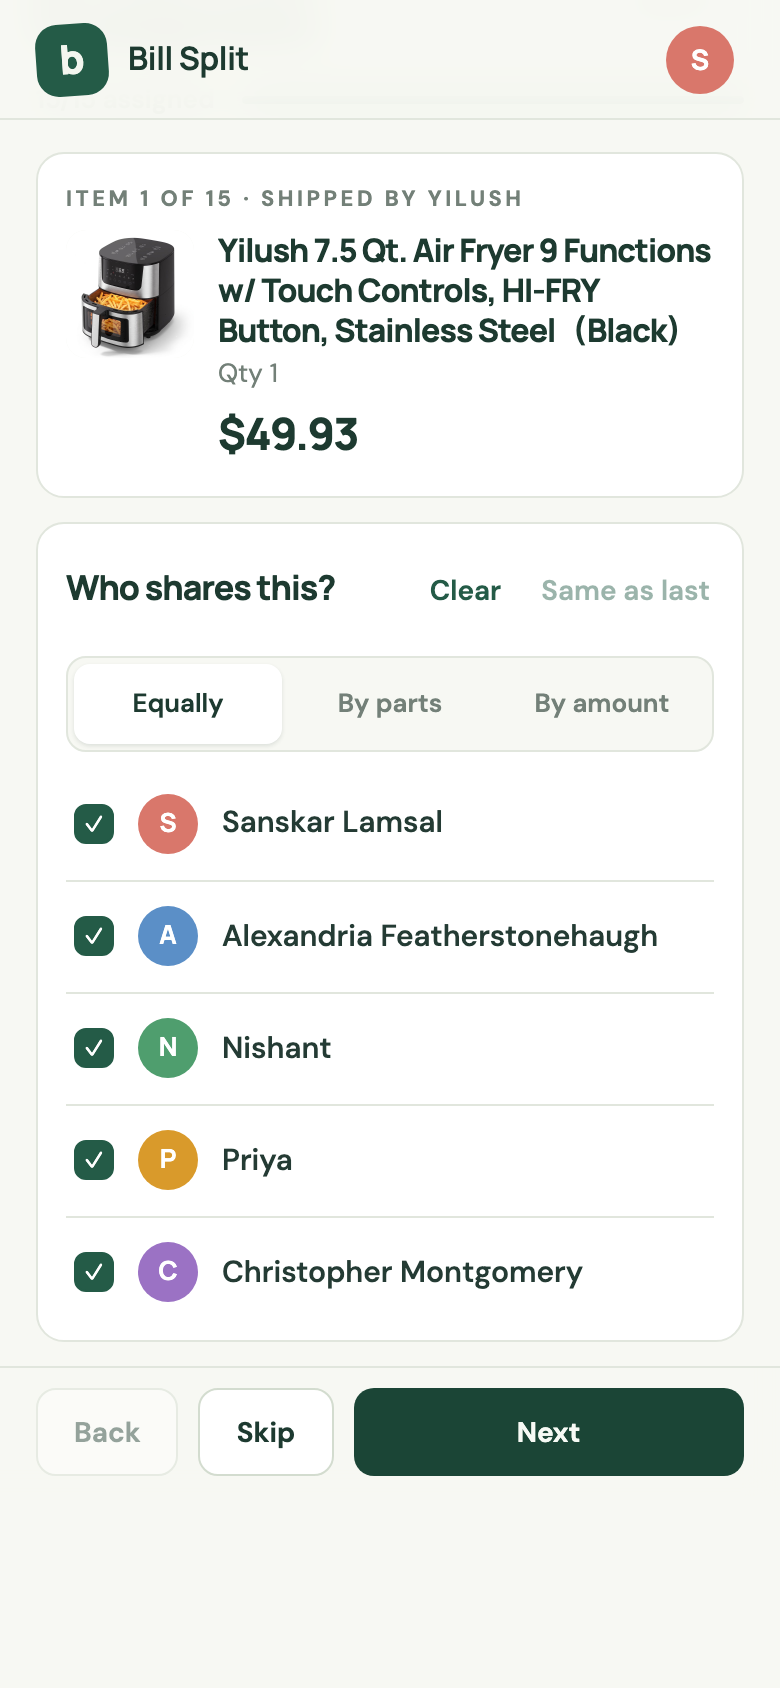 b Bill Split S
ITEM 1 OF 15 · SHIPPED BY YILUSH
Yilush 7.5 Qt. Air Fryer 9 Functions
w/ Touch Controls, HI-FRY
Button, Stainless Steel （Black)
Qty 1
$49.93
Who shares this? Clear Same as last
Equally By parts By amount
S Sanskar Lamsal
A Alexandria Featherstonehaugh
N Nishant
P Priya
C Christopher Montgomery
Back Skip Next